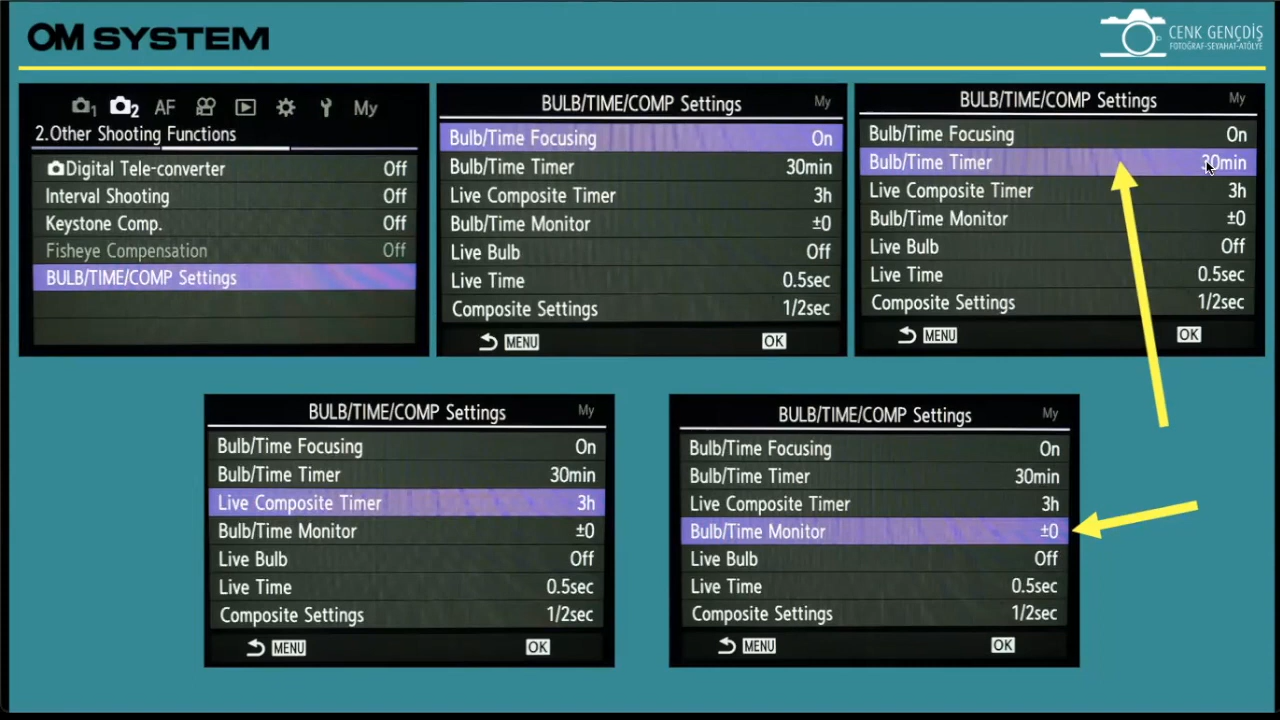 OM SYSTEM
CENK GENÇDİŞ
FOTOĞRAF-SEYAHAT-ATÖLYE
1 2 AF My
2.Other Shooting Functions
Digital Tele-converter Off
Interval Shooting Off
Keystone Comp. Off
Fisheye Compensation Off
BULB/TIME/COMP Settings
BULB/TIME/COMP Settings My
Bulb/Time Focusing On
Bulb/Time Timer 30min
Live Composite Timer 3h
Bulb/Time Monitor ±0
Live Bulb Off
Live Time 0.5sec
Composite Settings 1/2sec
MENU OK
BULB/TIME/COMP Settings My
Bulb/Time Focusing On
Bulb/Time Timer 30min
Live Composite Timer 3h
Bulb/Time Monitor ±0
Live Bulb Off
Live Time 0.5sec
Composite Settings 1/2sec
MENU OK
BULB/TIME/COMP Settings My
Bulb/Time Focusing On
Bulb/Time Timer 30min
Live Composite Timer 3h
Bulb/Time Monitor ±0
Live Bulb Off
Live Time 0.5sec
Composite Settings 1/2sec
MENU OK
BULB/TIME/COMP Settings My
Bulb/Time Focusing On
Bulb/Time Timer 30min
Live Composite Timer 3h
Bulb/Time Monitor ±0
Live Bulb Off
Live Time 0.5sec
Composite Settings 1/2sec
MENU OK